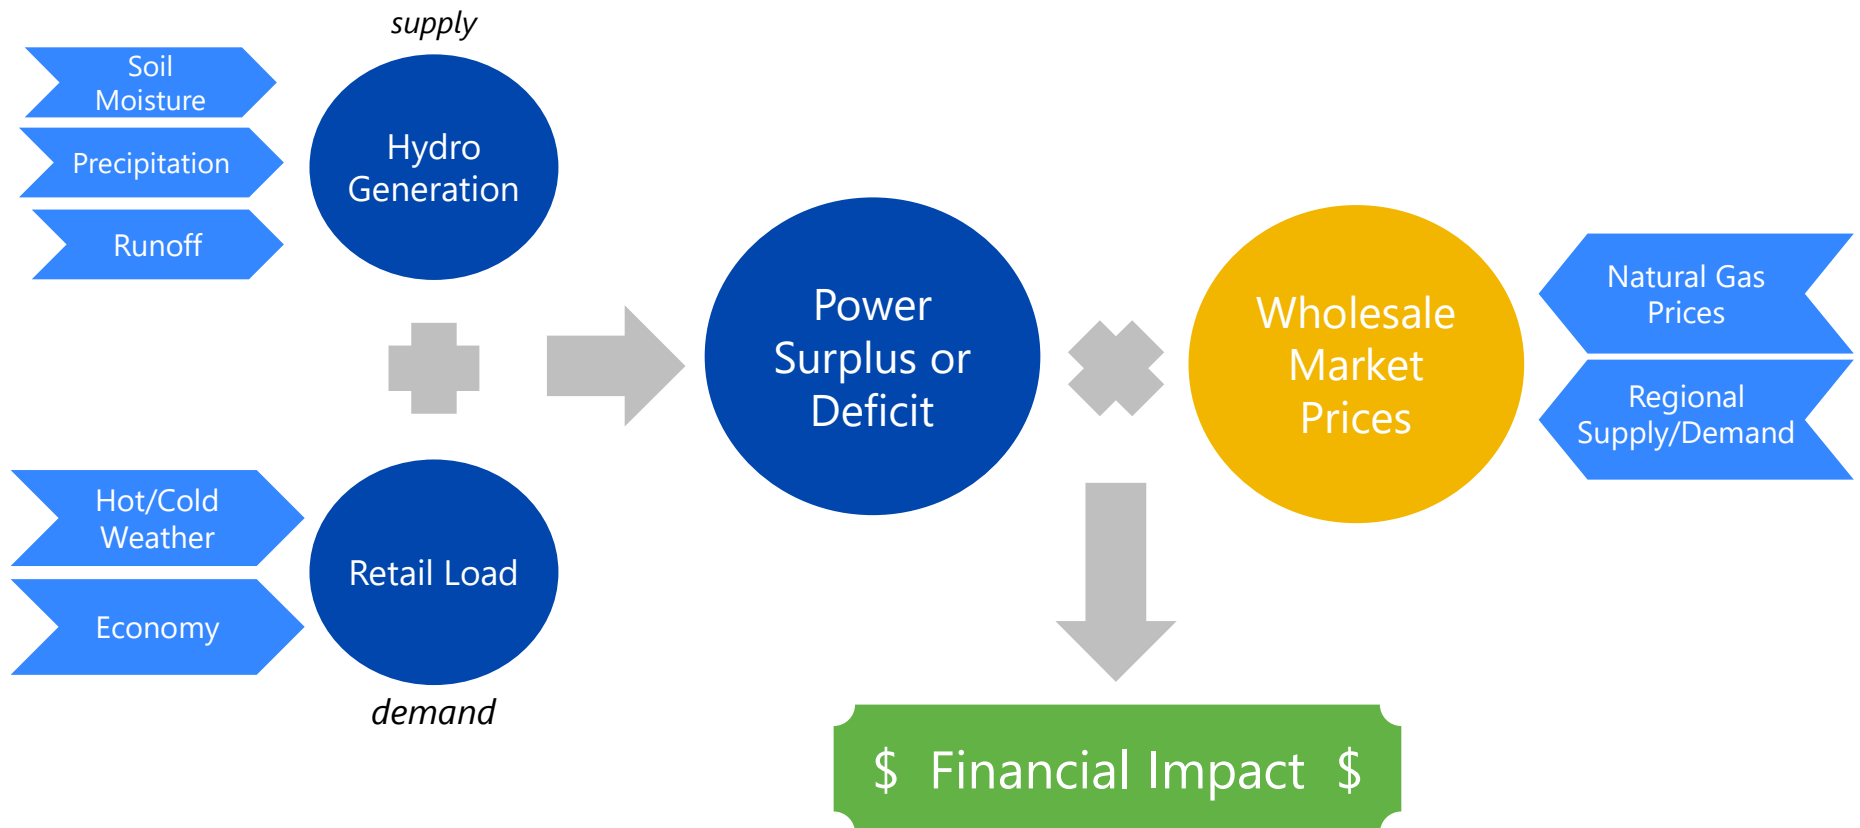 supply
Soil
Moisture
Precipitation
Runoff
Hydro
Generation
Hot/Cold
Weather
Economy
Retail Load
demand
Power
Surplus or
Deficit
Wholesale
Market
Prices
Natural Gas
Prices
Regional
Supply/Demand
$ Financial Impact $